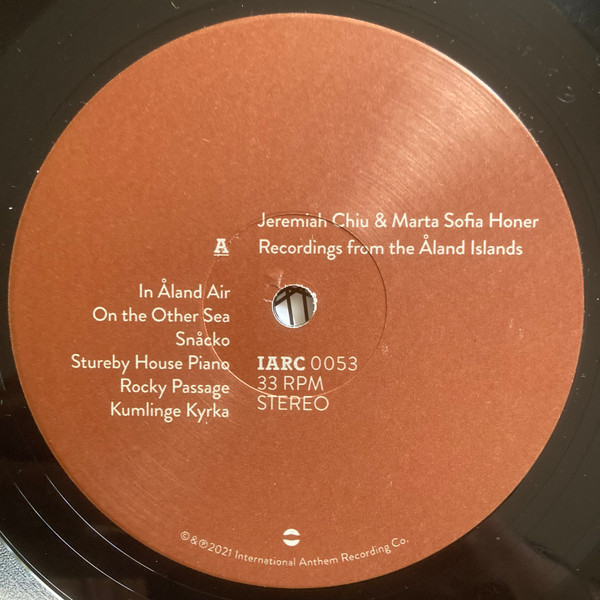 Jeremiah Chiu & Marta Sofia Honer
A
Recordings from the Åland Islands
In Åland Air
On the Other Sea
Snåcko
Stureby House Piano
Rocky Passage
Kumlinge Kyrka
IARC 0053
33 RPM
STEREO
©&℗2021 International Anthem Recording Co.